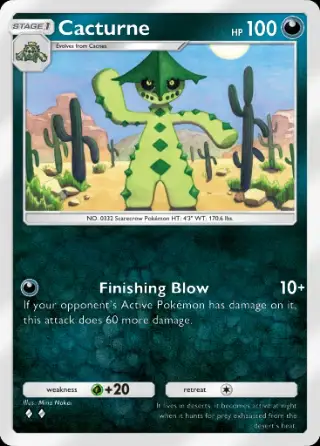 STAGE 1
Cacturne
HP 100
Evolves from Cacnea
NO. 0332 Scarecrow Pokémon HT: 4'3" WT: 170.6 lbs.
Finishing Blow 10+
If your opponent's Active Pokémon has damage on it,
this attack does 60 more damage.
weakness +20 retreat
Illus. Mina Nakai
It lives in deserts. It becomes active at night
when it hunts for prey exhausted from the
desert's heat.